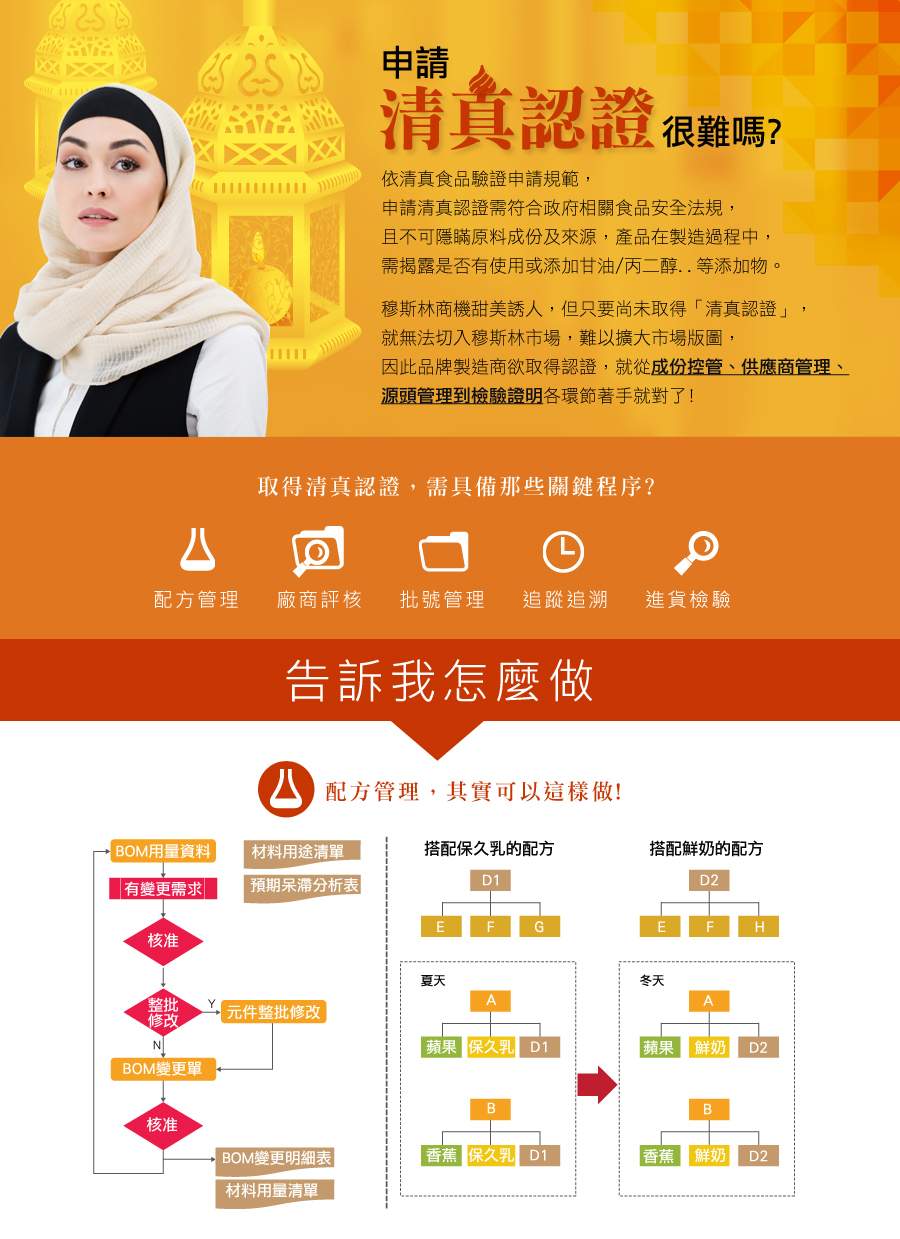 申請
清真認證很難嗎?
依清真食品驗證申請規範，
申請清真認證需符合政府相關食品安全法規，
且不可隱瞞原料成份及來源，產品在製造過程中，
需揭露是否有使用或添加甘油/丙二醇..等添加物。
穆斯林商機甜美誘人，但只要尚未取得「清真認證」，
就無法切入穆斯林市場，難以擴大市場版圖，
因此品牌製造商欲取得認證，就從成份控管、供應商管理、
源頭管理到檢驗證明各環節著手就對了!
取得清真認證，需具備那些關鍵程序?
配方管理 廠商評核 批號管理 追蹤追溯 進貨檢驗
告訴我怎麼做
配方管理，其實可以這樣做!
BOM用量資料
材料用途清單
有變更需求
預期呆滯分析表
核准
整批
修改
Y
元件整批修改
N
BOM變更單
核准
BOM變更明細表
材料用量清單
搭配保久乳的配方
D1
E F G
夏天
A
蘋果 保久乳 D1
B
香蕉 保久乳 D1
搭配鮮奶的配方
D2
E F H
冬天
A
蘋果 鮮奶 D2
B
香蕉 鮮奶 D2